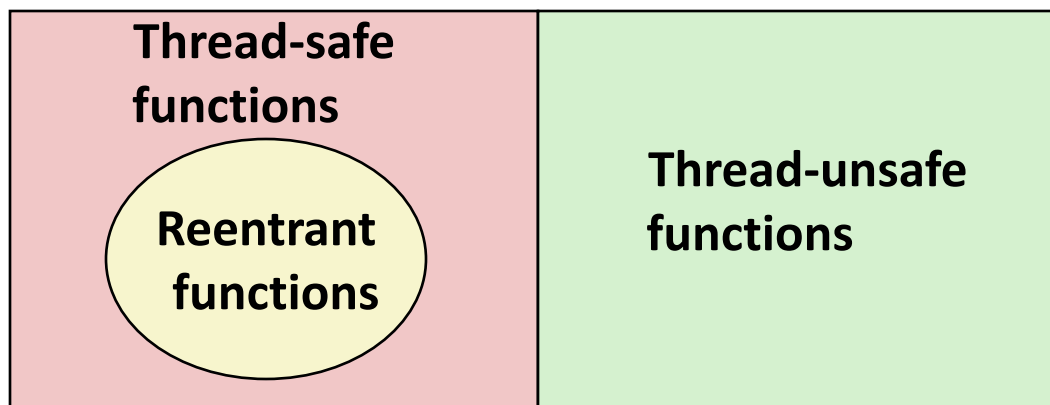 Thread-safe
functions
Reentrant
functions
Thread-unsafe
functions